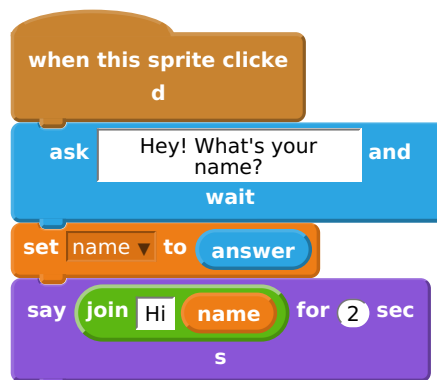 when this sprite clicke
d
ask Hey! What's your name? and
wait
set name ▼ to answer
say join Hi name for 2 sec
s